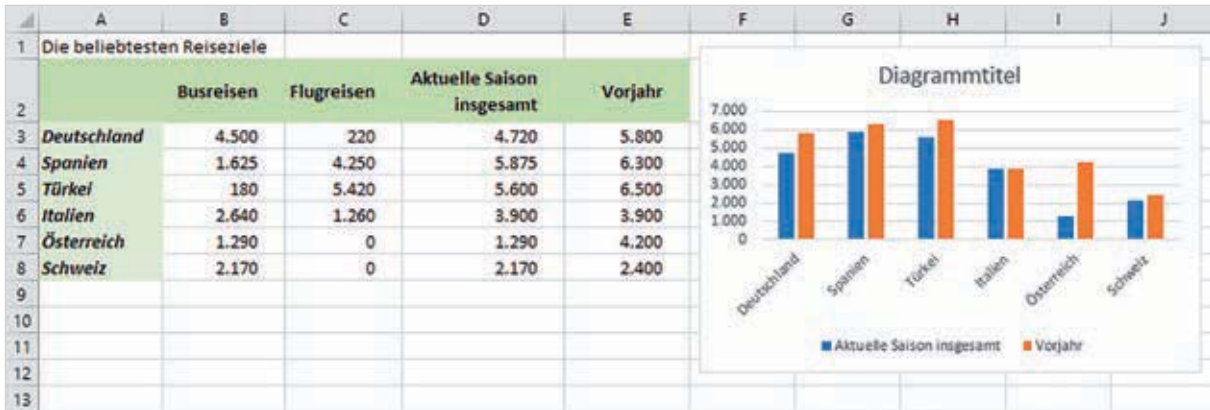 A B C D E F G H I J
1 Die beliebtesten Reiseziele
2 Busreisen Flugreisen Aktuelle Saison insgesamt Vorjahr
3 Deutschland 4.500 220 4.720 5.800
4 Spanien 1.625 4.250 5.875 6.300
5 Türkei 180 5.420 5.600 6.500
6 Italien 2.640 1.260 3.900 3.900
7 Österreich 1.290 0 1.290 4.200
8 Schweiz 2.170 0 2.170 2.400
9
10
11
12
13
Diagrammtitel
7.000
6.000
5.000
4.000
3.000
2.000
1.000
0
Deutschland Spanien Türkei Italien Österreich Schweiz
Aktuelle Saison insgesamt Vorjahr